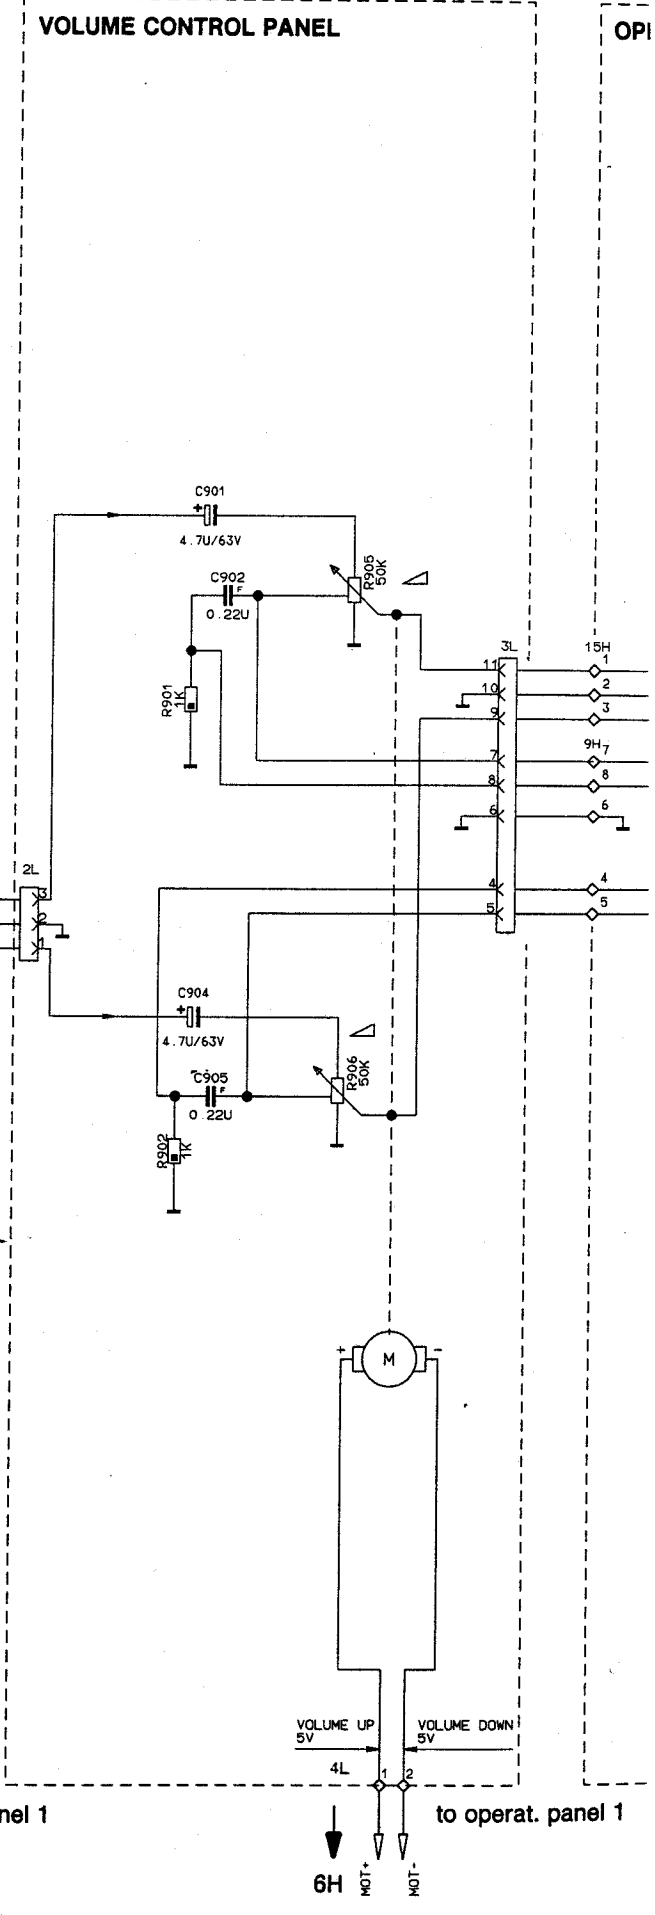 VOLUME CONTROL PANEL
OP
C901
+
4.7U/63V
R905
50K
C902
F
0.22U
R901
1K
3L
15H
11
1
10
2
9
3
9H
7
7
8
8
6
6
2L
3
4
4
2
5
5
1
C904
+
4.7U/63V
R906
50K
C905
F
0.22U
R902
1K
+
M
-
VOLUME UP
5V
VOLUME DOWN
5V
4L
1
2
nel 1
to operat. panel 1
6H
MOT+
MOT-